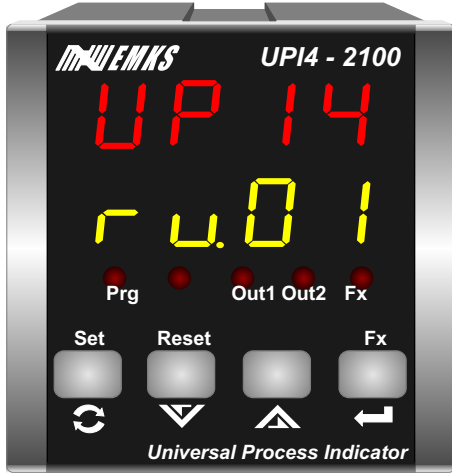 EMKS UPI4 - 2100
UP14
ru.01
Prg Out1 Out2 Fx
Set Reset Fx
Universal Process Indicator